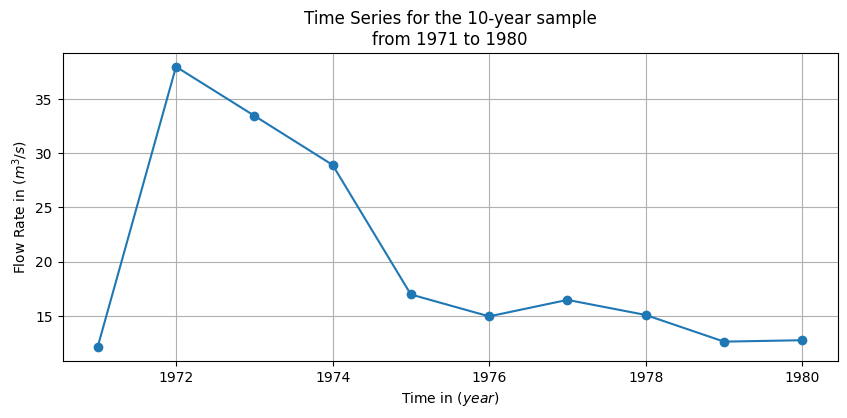 Time Series for the 10-year sample
from 1971 to 1980
Flow Rate in (m³/s)
35
30
25
20
15
1972
1974
1976
1978
1980
Time in (year)